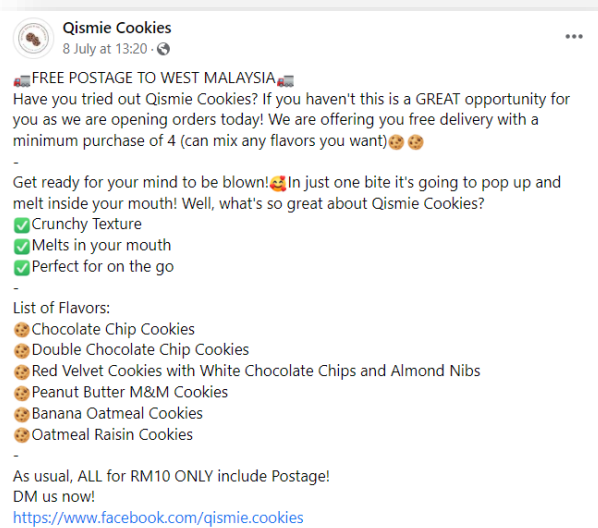 Qismie Cookies
8 July at 13:20 ·
🚛FREE POSTAGE TO WEST MALAYSIA🚛
Have you tried out Qismie Cookies? If you haven't this is a GREAT opportunity for
you as we are opening orders today! We are offering you free delivery with a
minimum purchase of 4 (can mix any flavors you want)🍪🍪
-
Get ready for your mind to be blown!🥰In just one bite it's going to pop up and
melt inside your mouth! Well, what's so great about Qismie Cookies?
✅Crunchy Texture
✅Melts in your mouth
✅Perfect for on the go
-
List of Flavors:
🍪Chocolate Chip Cookies
🍪Double Chocolate Chip Cookies
🍪Red Velvet Cookies with White Chocolate Chips and Almond Nibs
🍪Peanut Butter M&M Cookies
🍪Banana Oatmeal Cookies
🍪Oatmeal Raisin Cookies
-
As usual, ALL for RM10 ONLY include Postage!
DM us now!
https://www.facebook.com/qismie.cookies